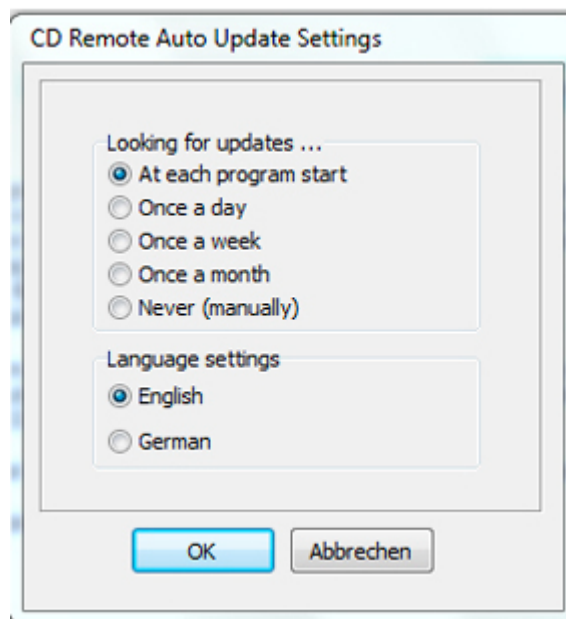 CD Remote Auto Update Settings
Looking for updates ...
At each program start
Once a day
Once a week
Once a month
Never (manually)
Language settings
English
German
OK
Abbrechen